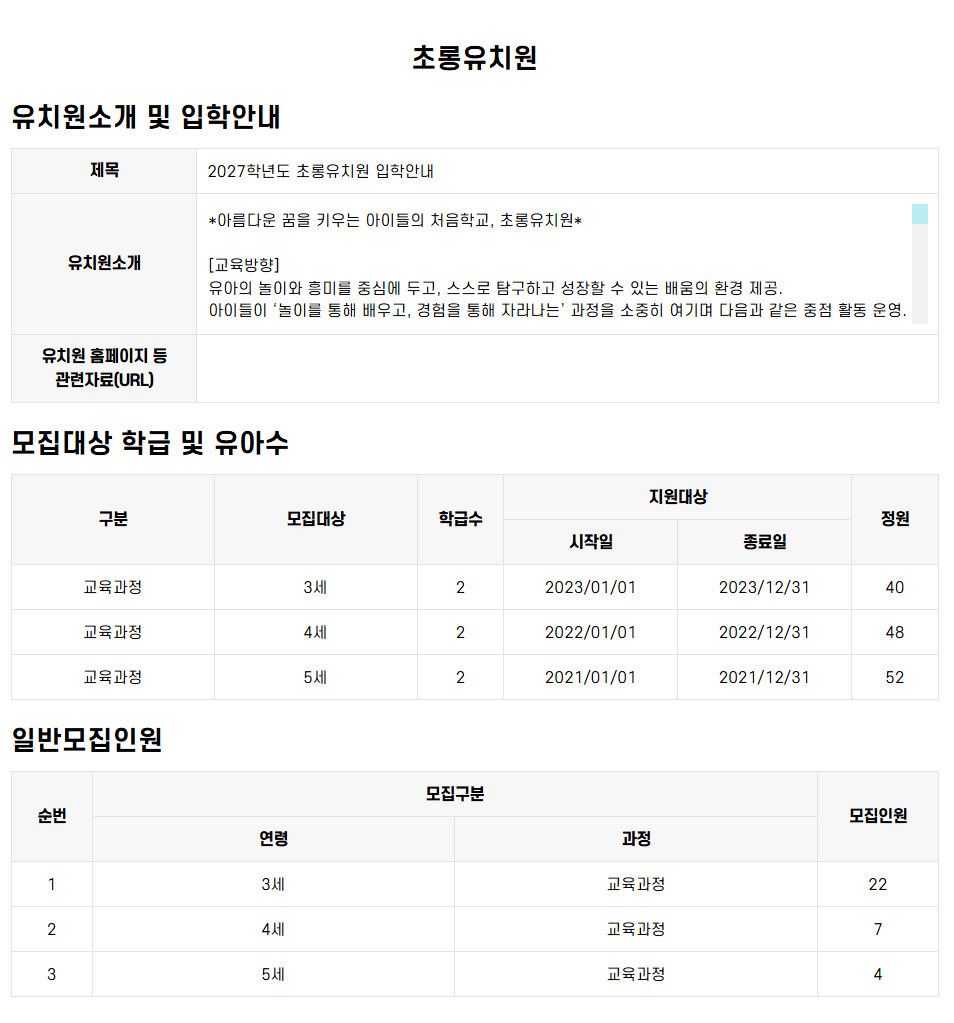 초롱유치원
유치원소개 및 입학안내
제목 2027학년도 초롱유치원 입학안내
유치원소개
*아름다운 꿈을 키우는 아이들의 처음학교, 초롱유치원*
[교육방향]
유아의 놀이와 흥미를 중심에 두고, 스스로 탐구하고 성장할 수 있는 배움의 환경 제공.
아이들이 ‘놀이를 통해 배우고, 경험을 통해 자라나는’ 과정을 소중히 여기며 다음과 같은 중점 활동 운영.
유치원 홈페이지 등
관련자료(URL)
모집대상 학급 및 유아수
구분 모집대상 학급수 지원대상 정원
시작일 종료일
교육과정 3세 2 2023/01/01 2023/12/31 40
교육과정 4세 2 2022/01/01 2022/12/31 48
교육과정 5세 2 2021/01/01 2021/12/31 52
일반모집인원
순번 모집구분 모집인원
연령 과정
1 3세 교육과정 22
2 4세 교육과정 7
3 5세 교육과정 4